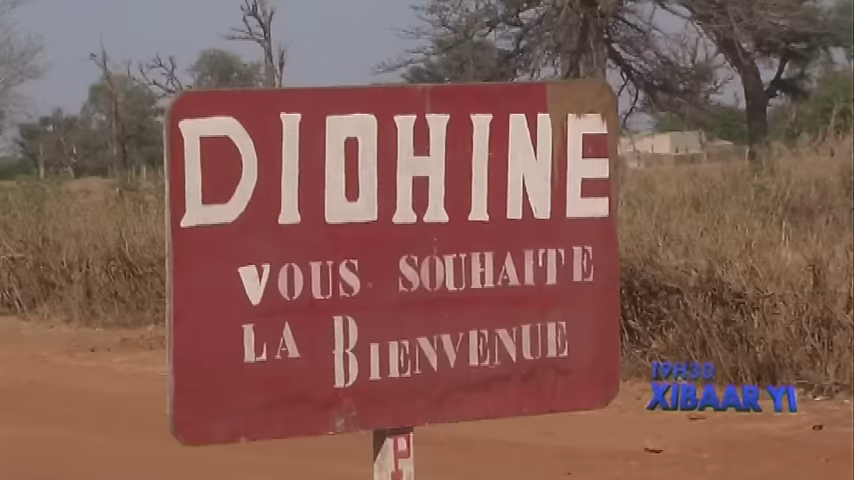 DIOHINE
VOUS SOUHAITE
LA BIENVENUE
P
19H30
XIBAAR YI